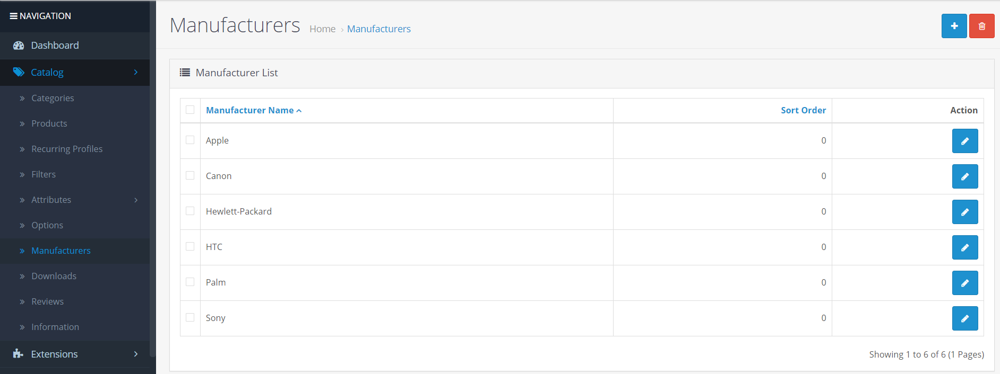 NAVIGATION
Dashboard
Catalog
Categories
Products
Recurring Profiles
Filters
Attributes
Options
Manufacturers
Downloads
Reviews
Information
Extensions
Manufacturers Home › Manufacturers
Manufacturer List
Manufacturer Name Sort Order Action
Apple 0
Canon 0
Hewlett-Packard 0
HTC 0
Palm 0
Sony 0
Showing 1 to 6 of 6 (1 Pages)